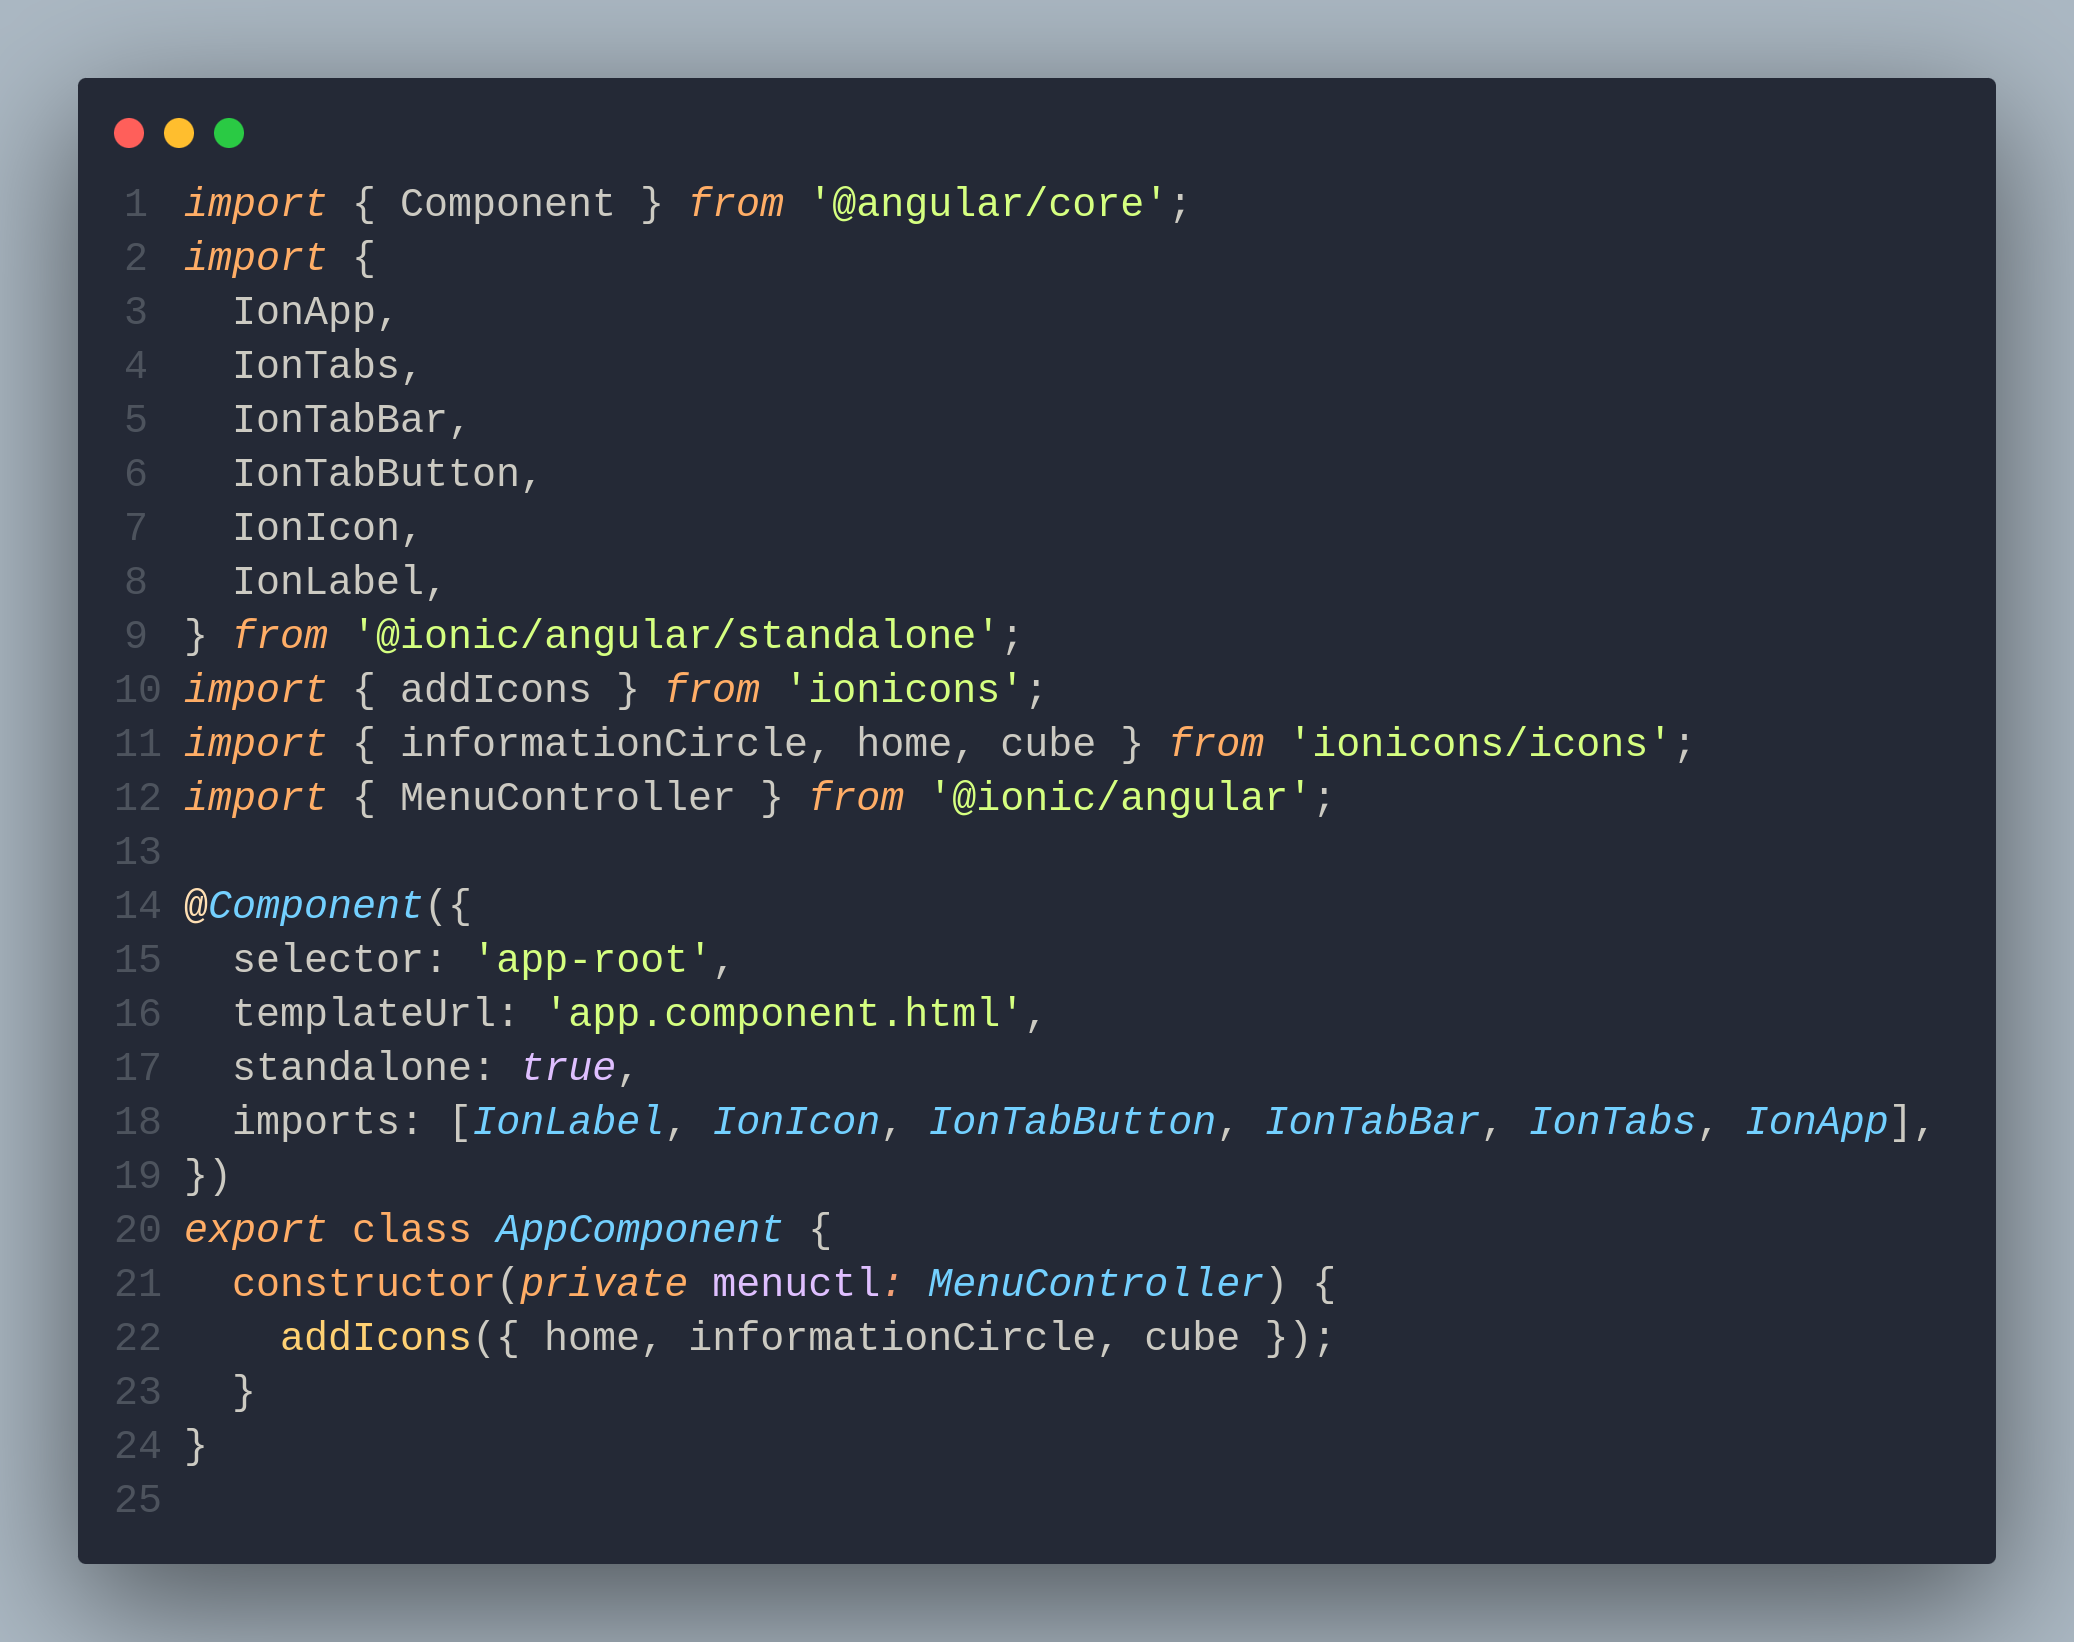 1 import { Component } from '@angular/core';
2 import {
3   IonApp,
4   IonTabs,
5   IonTabBar,
6   IonTabButton,
7   IonIcon,
8   IonLabel,
9 } from '@ionic/angular/standalone';
10 import { addIcons } from 'ionicons';
11 import { informationCircle, home, cube } from 'ionicons/icons';
12 import { MenuController } from '@ionic/angular';
13
14 @Component({
15   selector: 'app-root',
16   templateUrl: 'app.component.html',
17   standalone: true,
18   imports: [IonLabel, IonIcon, IonTabButton, IonTabBar, IonTabs, IonApp],
19 })
20 export class AppComponent {
21   constructor(private menuctl: MenuController) {
22     addIcons({ home, informationCircle, cube });
23   }
24 }
25